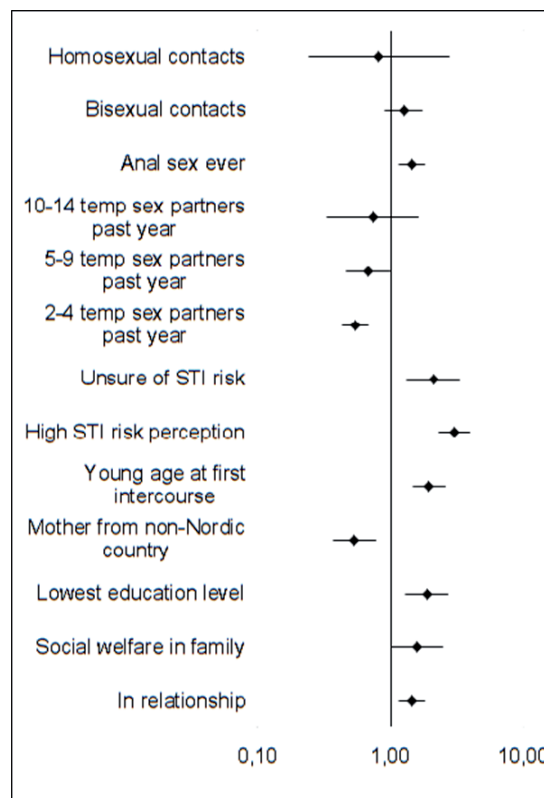 Homosexual contacts
Bisexual contacts
Anal sex ever
10-14 temp sex partners
past year
5-9 temp sex partners
past year
2-4 temp sex partners
past year
Unsure of STI risk
High STI risk perception
Young age at first
intercourse
Mother from non-Nordic
country
Lowest education level
Social welfare in family
In relationship
0,10 1,00 10,00